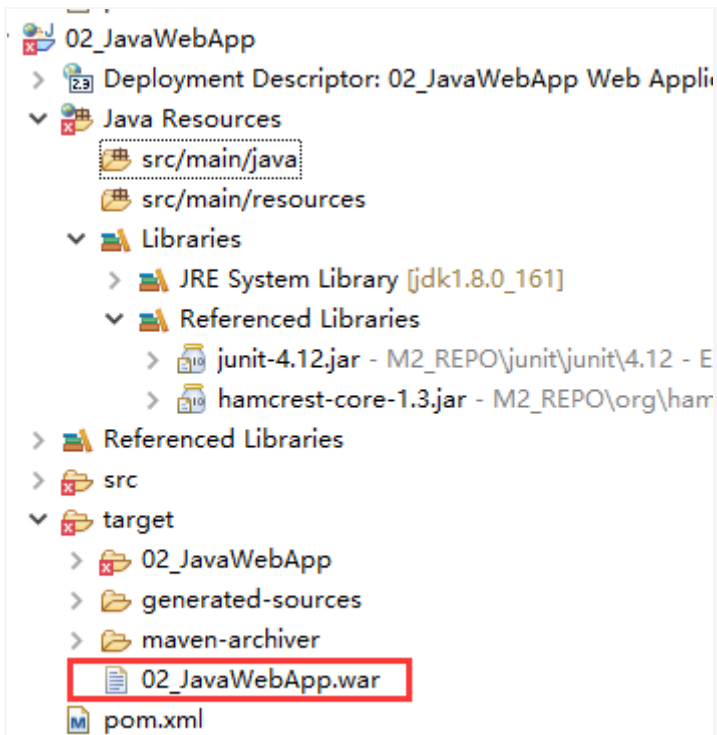 02_JavaWebApp
Deployment Descriptor: 02_JavaWebApp Web Appli
Java Resources
src/main/java
src/main/resources
Libraries
JRE System Library [jdk1.8.0_161]
Referenced Libraries
junit-4.12.jar - M2_REPO\junit\junit\4.12 - E
hamcrest-core-1.3.jar - M2_REPO\org\ham
Referenced Libraries
src
target
02_JavaWebApp
generated-sources
maven-archiver
02_JavaWebApp.war
pom.xml